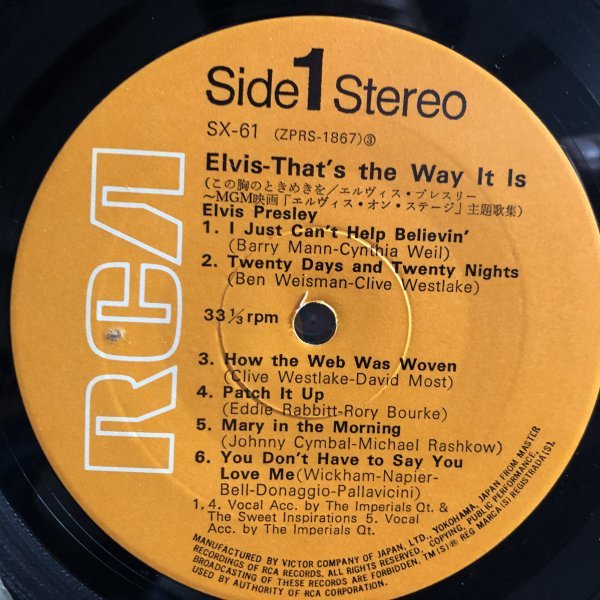 RCA
Side 1 Stereo
SX-61 (ZPRS-1867)③
Elvis-That's the Way It Is
(この胸のときめきを／エルヴィス・プレスリー
～MGM映画「エルヴィス・オン・ステージ」主題歌集)
Elvis Presley
1. I Just Can't Help Believin'
(Barry Mann-Cynthia Weil)
2. Twenty Days and Twenty Nights
(Ben Weisman-Clive Westlake)
33 1/3 rpm
3. How the Web Was Woven
(Clive Westlake-David Most)
4. Patch It Up
(Eddie Rabbitt-Rory Bourke)
5. Mary in the Morning
(Johnny Cymbal-Michael Rashkow)
6. You Don't Have to Say You
Love Me (Wickham-Napier-
Bell-Donaggio-Pallavicini)
1.4. Vocal Acc. by The Imperials Qt. &
The Sweet Inspirations 5. Vocal
Acc. by The Imperials Qt.
MANUFACTURED BY VICTOR COMPANY OF JAPAN, LTD., YOKOHAMA, JAPAN FROM MASTER
RECORDINGS OF RCA RECORDS. ALL RIGHTS RESERVED. COPYING, PUBLIC PERFORMANCE,
BROADCASTING OF THESE RECORDS ARE FORBIDDEN. TM(S)® REG MARCA(S) REGISTRADA(S).
USED BY AUTHORITY OF RCA CORPORATION.